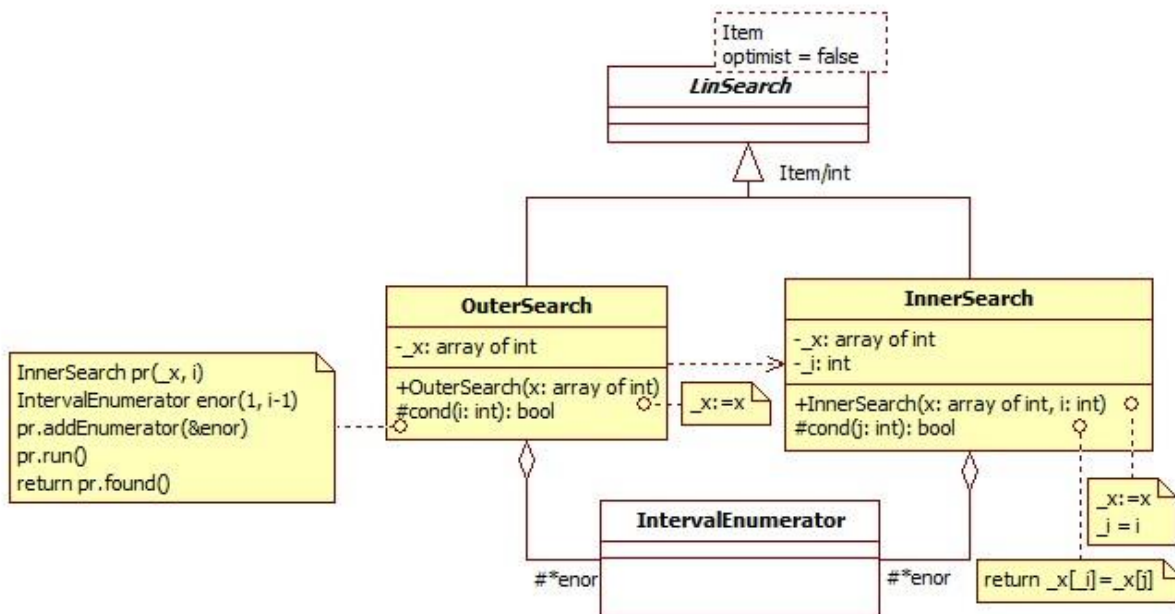 Item
optimist = false
LinSearch
Item/int
OuterSearch
-_x: array of int
+OuterSearch(x: array of int)
#cond(i: int): bool
InnerSearch
-_x: array of int
-_i: int
+InnerSearch(x: array of int, i: int)
#cond(j: int): bool
InnerSearch pr(_x, i)
IntervalEnumerator enor(1, i-1)
pr.addEnumerator(&enor)
pr.run()
return pr.found()
_x:=x
IntervalEnumerator
#*enor
#*enor
_x:=x
_i = i
return _x[_i]=_x[j]